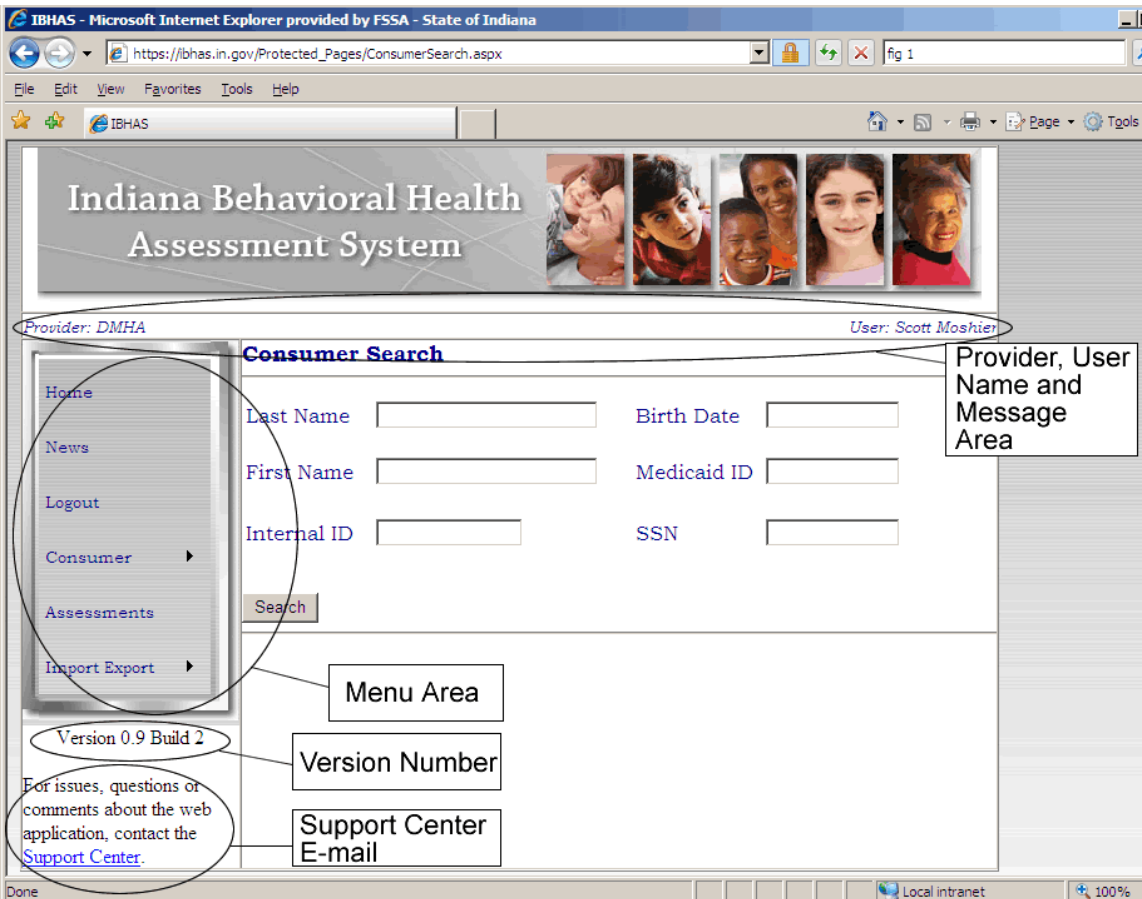 IBHAS - Microsoft Internet Explorer provided by FSSA - State of Indiana
https://ibhas.in.gov/Protected_Pages/ConsumerSearch.aspx
fig 1
File Edit View Favorites Tools Help
IBHAS
Page Tools
Indiana Behavioral Health
Assessment System
Provider: DMHA
User: Scott Moshier
Provider, User
Name and
Message
Area
Home
News
Logout
Consumer
Assessments
Import Export
Consumer Search
Last Name
Birth Date
First Name
Medicaid ID
Internal ID
SSN
Search
Menu Area
Version 0.9 Build 2
Version Number
For issues, questions or
comments about the web
application, contact the
Support Center.
Support Center
E-mail
Done
Local intranet
100%